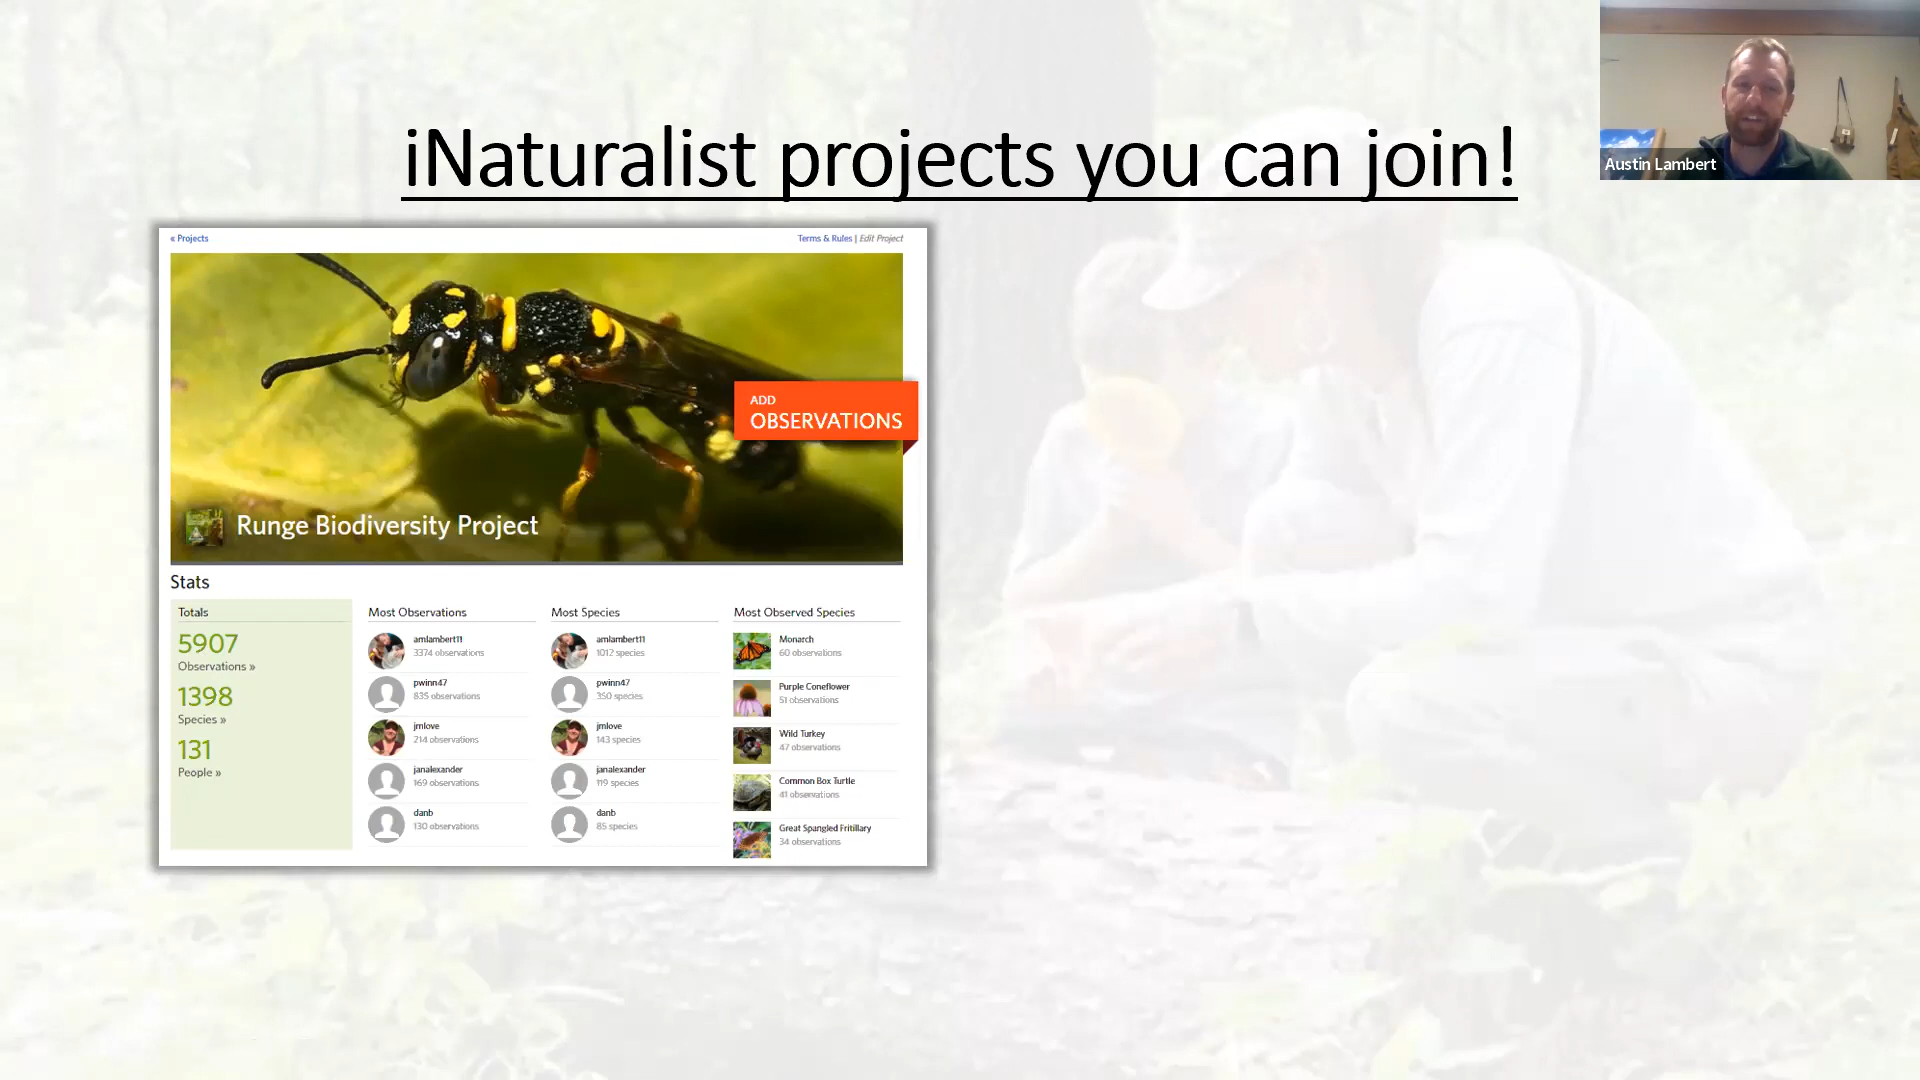 iNaturalist projects you can join!
Austin Lambert
« Projects
Terms & Rules | Edit Project
ADD
OBSERVATIONS
Runge Biodiversity Project
Stats
Totals
5907
Observations »
1398
Species »
131
People »
Most Observations
amlambert11
3374 observations
pwinn47
835 observations
jmlove
214 observations
janalexander
169 observations
danb
130 observations
Most Species
amlambert11
1012 species
pwinn47
350 species
jmlove
143 species
janalexander
119 species
danb
85 species
Most Observed Species
Monarch
60 observations
Purple Coneflower
51 observations
Wild Turkey
47 observations
Common Box Turtle
41 observations
Great Spangled Fritillary
34 observations